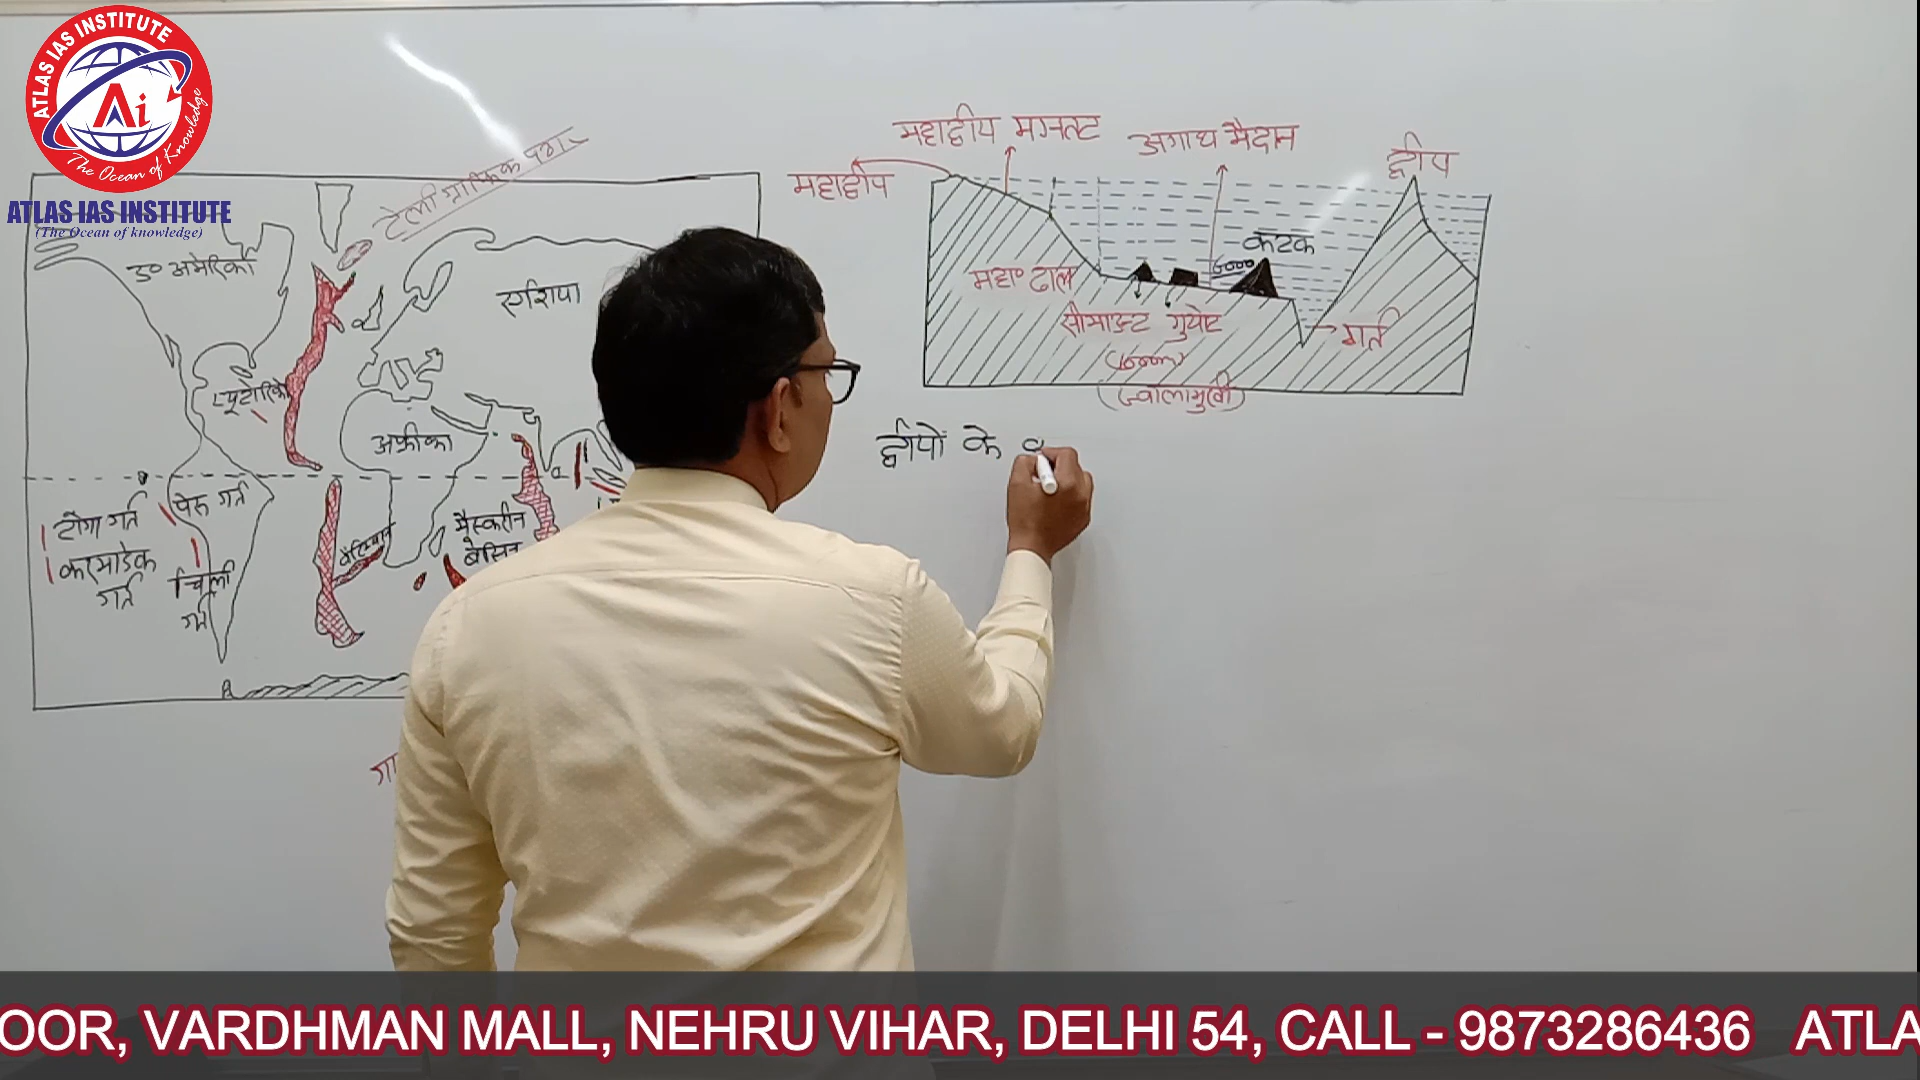 ATLAS IAS INSTITUTE
Ai
The Ocean of Knowledge
ATLAS IAS INSTITUTE
(The Ocean of knowledge)
टेलीग्राफिक पठार
उ० अमेरिका
एशिया
प्यूटोरिको
अफ्रीका
टोंगा गर्त
पेरू गर्त
करमाडेक
गर्त
चिली
गर्त
मैस्करीन
बेसिन
महाद्वीप मग्नतट
अगाध मैदान
द्वीप
महाद्वीप
कटक
महा० ढाल
सीमाउण्ट गुयोट
गर्त
(ज्वालामुखी)
द्वीपों के
OOR, VARDHMAN MALL, NEHRU VIHAR, DELHI 54, CALL - 9873286436 ATLA